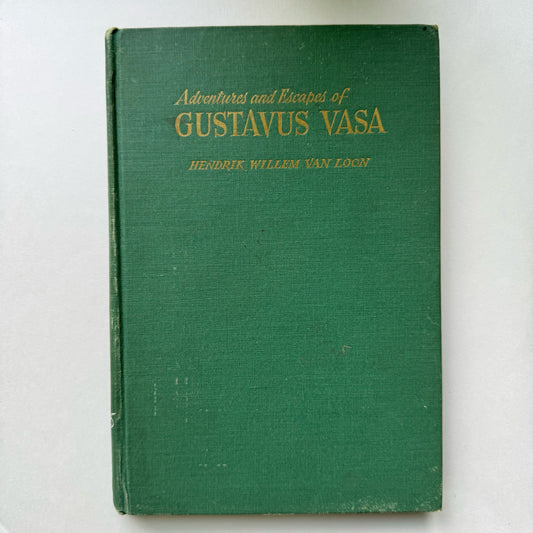 Adventures and Escapes of
GUSTAVUS VASA
HENDRIK WILLEM VAN LOON